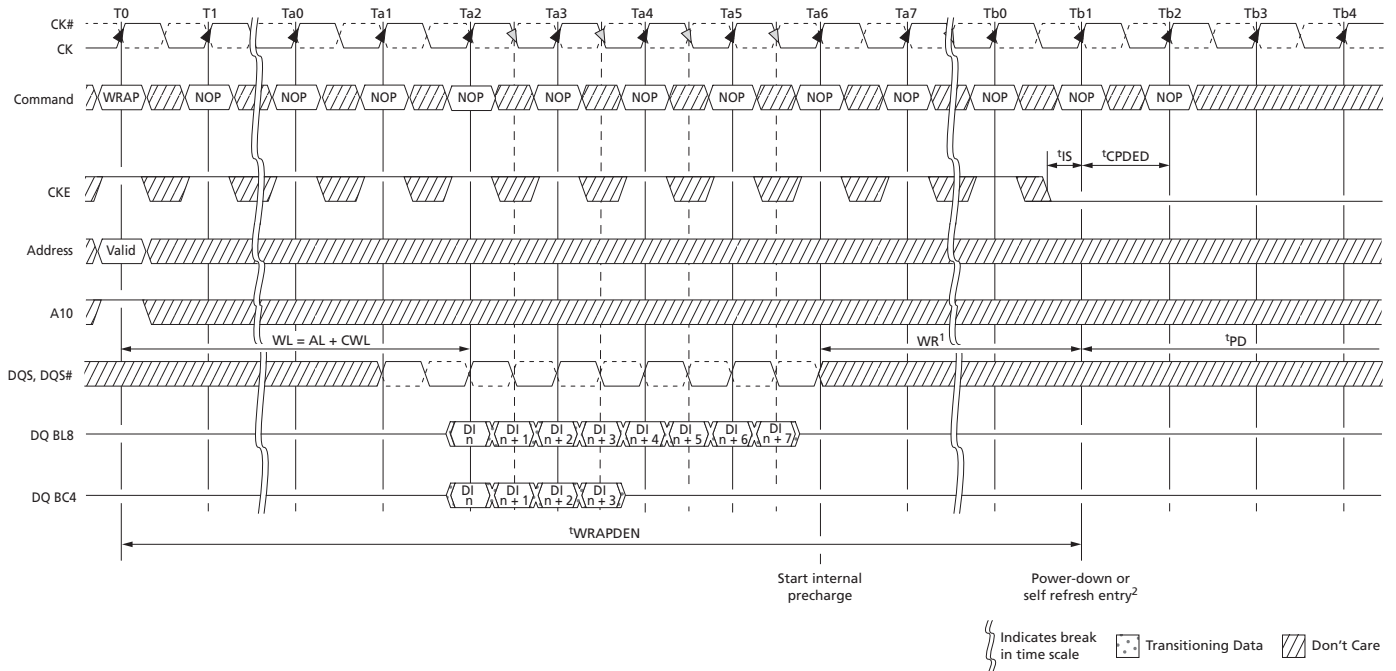 T0 T1 Ta0 Ta1 Ta2 Ta3 Ta4 Ta5 Ta6 Ta7 Tb0 Tb1 Tb2 Tb3 Tb4
CK#
CK
Command WRAP NOP NOP NOP NOP NOP NOP NOP NOP NOP NOP NOP NOP
tIS tCPDED
CKE
Address Valid
A10
WL = AL + CWL WR1 tPD
DQS, DQS#
DQ BL8 DI n DI n + 1 DI n + 2 DI n + 3 DI n + 4 DI n + 5 DI n + 6 DI n + 7
DQ BC4 DI n DI n + 1 DI n + 2 DI n + 3
tWRAPDEN
Start internal
precharge
Power-down or
self refresh entry2
Indicates break
in time scale
Transitioning Data
Don't Care